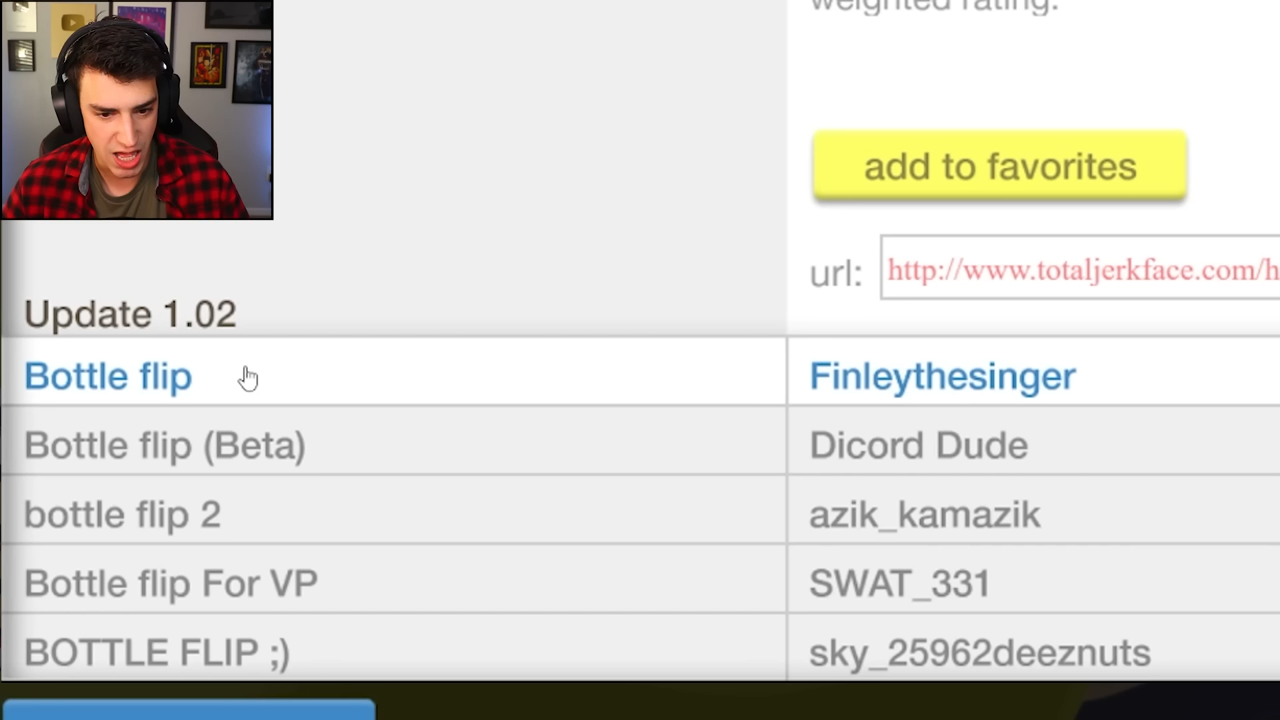 weighted rating:
add to favorites
url: http://www.totaljerkface.com/h
Update 1.02
Bottle flip Finleythesinger
Bottle flip (Beta) Dicord Dude
bottle flip 2 azik_kamazik
Bottle flip For VP SWAT_331
BOTTLE FLIP ;) sky_25962deeznuts